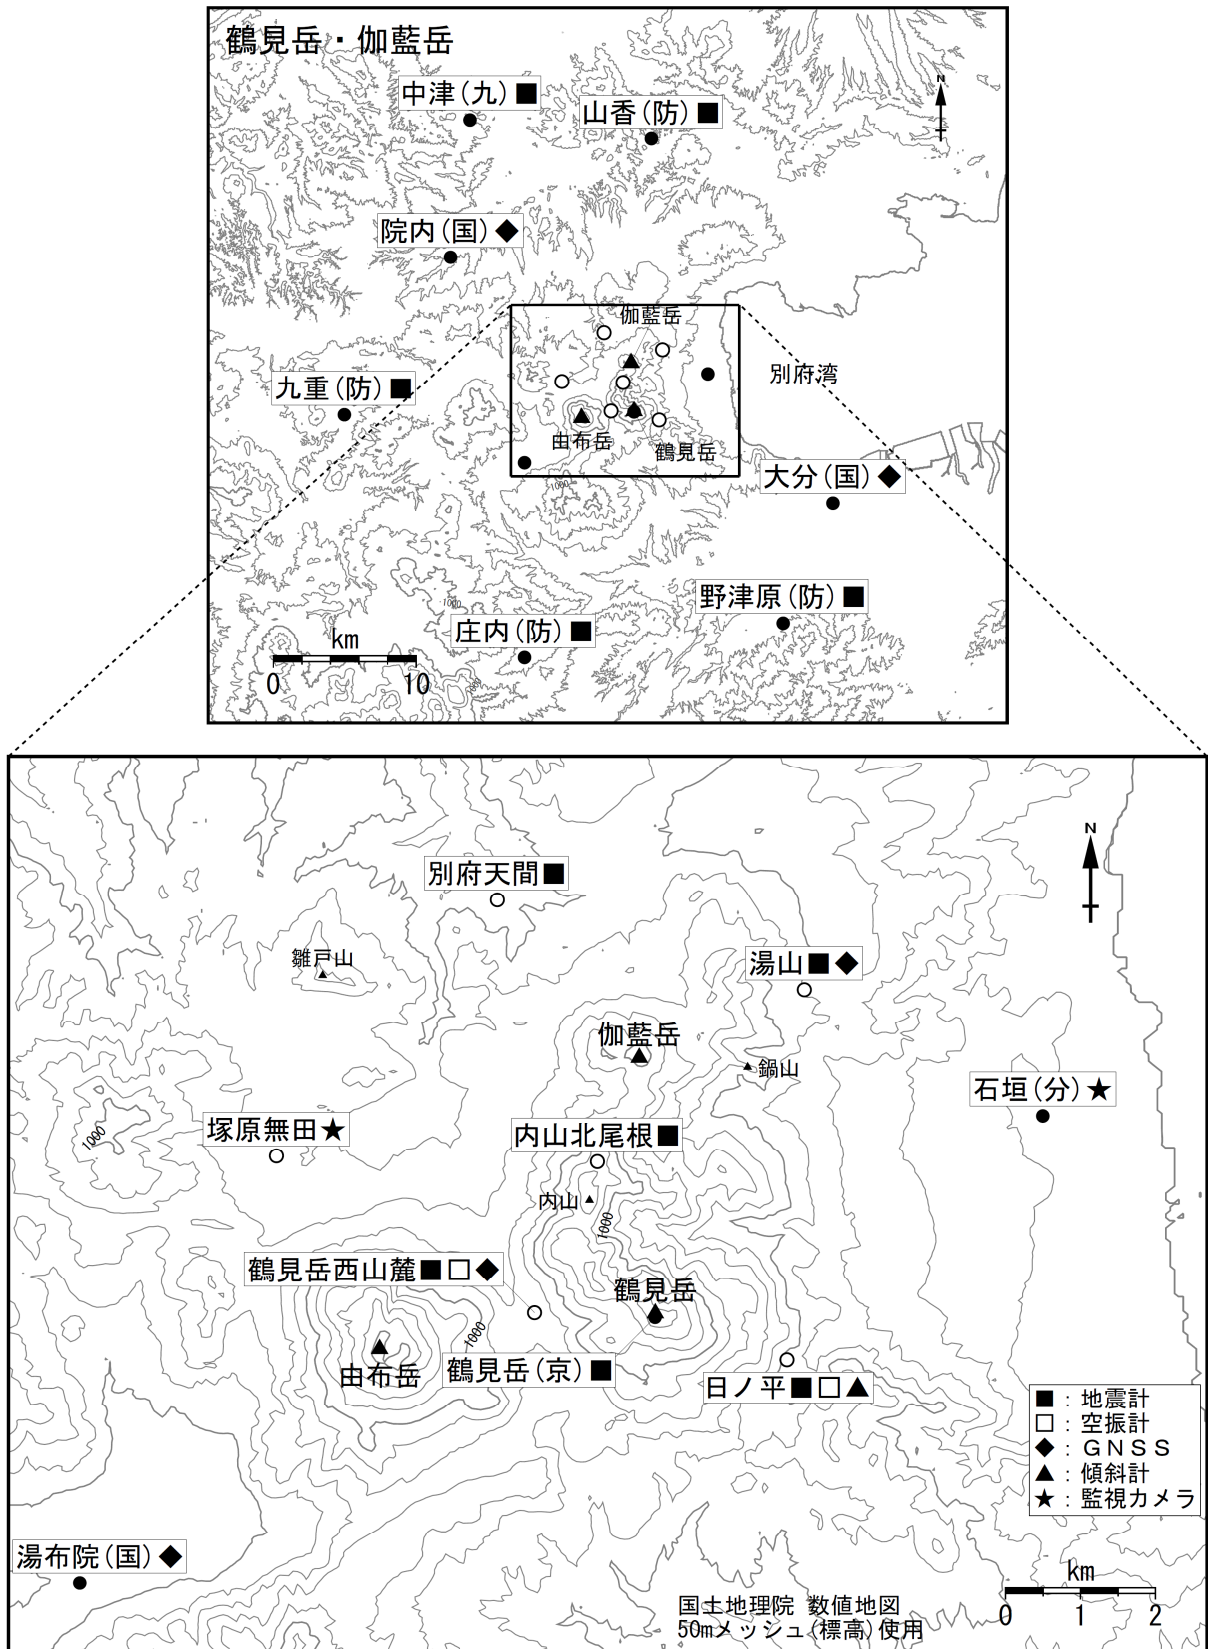 鶴見岳・伽藍岳
N
中津(九)■
山香(防)■
院内(国)◆
伽藍岳
別府湾
九重(防)■
由布岳
鶴見岳
大分(国)◆
1000
野津原(防)■
1000
庄内(防)■
km
0 10
1000
N
別府天間■
雛戸山
湯山■◆
伽藍岳
鍋山
石垣(分)★
1000
塚原無田★
内山北尾根■
内山
1000
鶴見岳西山麓■□◆
鶴見岳
1000
由布岳
鶴見岳(京)■
日ノ平■□▲
■:地震計
□:空振計
◆:GNSS
▲:傾斜計
★:監視カメラ
湯布院(国)◆
km
0 1 2
国土地理院 数値地図
50mメッシュ(標高)使用